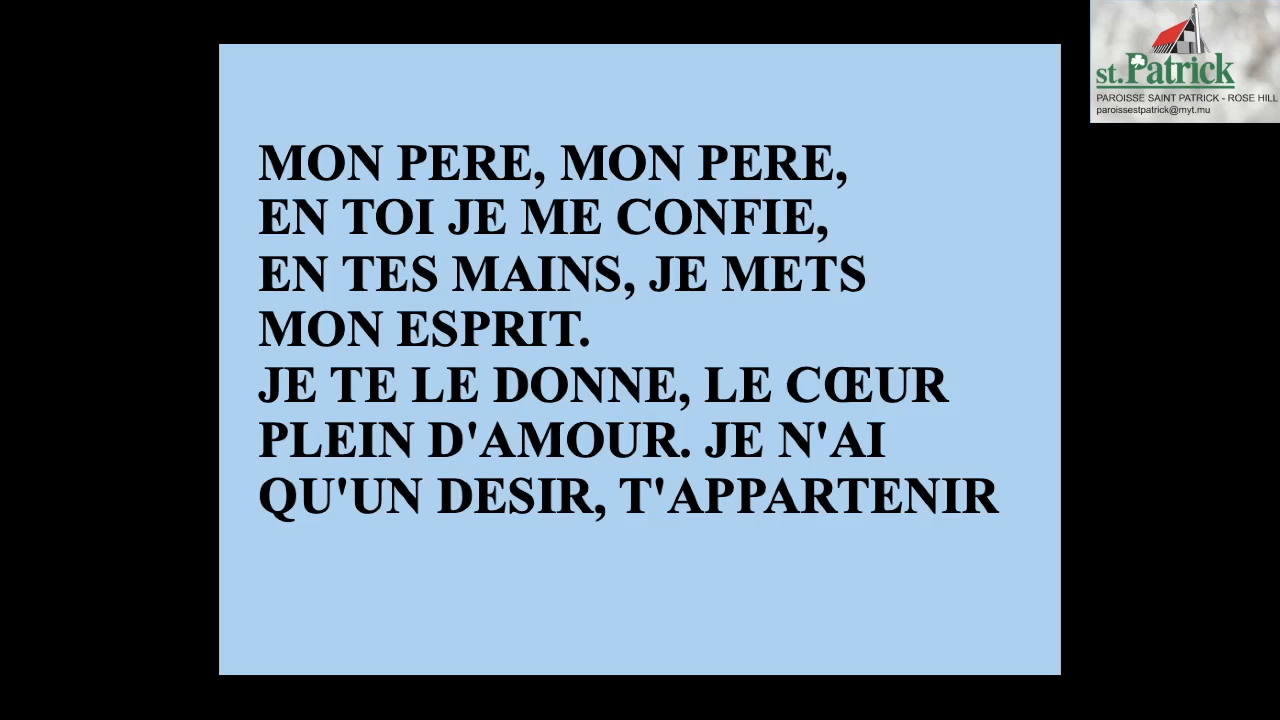 st.Patrick
PAROISSE SAINT PATRICK - ROSE HILL
paroissestpatrick@myt.mu
MON PERE, MON PERE,
EN TOI JE ME CONFIE,
EN TES MAINS, JE METS
MON ESPRIT.
JE TE LE DONNE, LE CŒUR
PLEIN D'AMOUR. JE N'AI
QU'UN DESIR, T'APPARTENIR